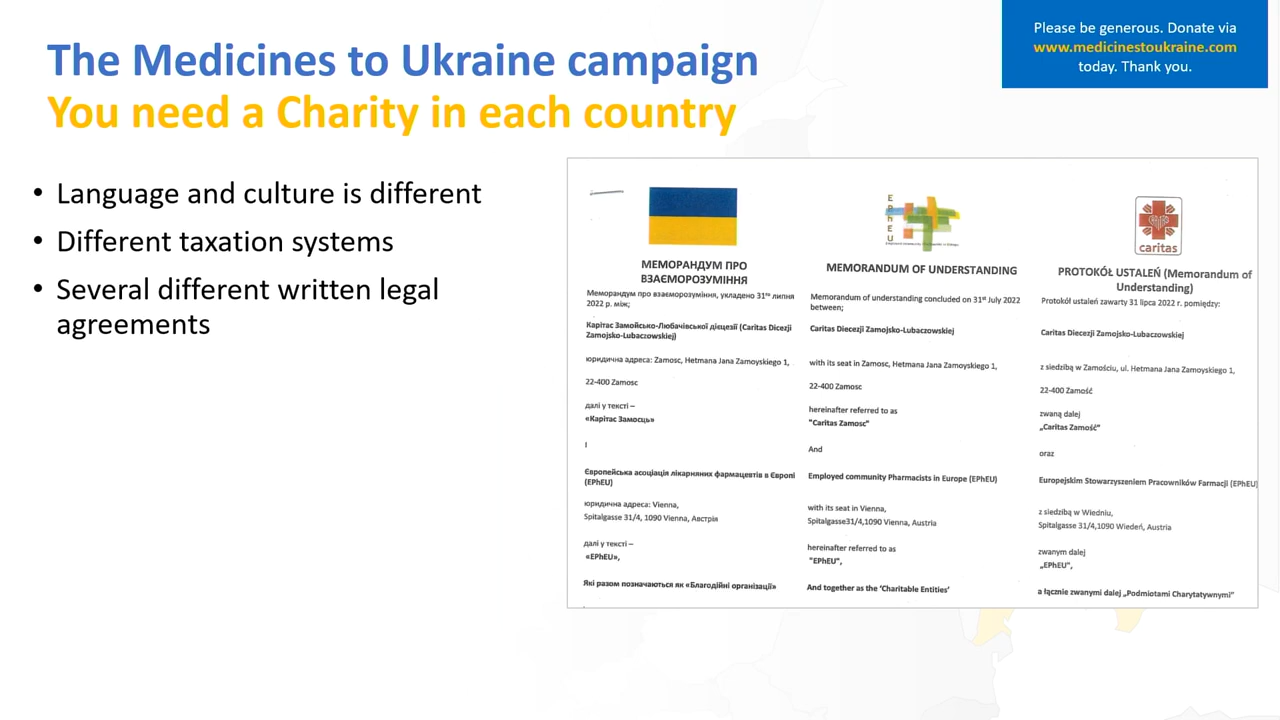 Please be generous. Donate via
www.medicinestoukraine.com
today. Thank you.
The Medicines to Ukraine campaign
You need a Charity in each country
• Language and culture is different
• Different taxation systems
• Several different written legal
agreements
МЕМОРАНДУМ ПРО
ВЗАЄМОРОЗУМІННЯ
Меморандум про взаєморозуміння, укладено 31го липня
2022 р. між;
Карітас Замойсько-Любачівської дієцезії (Caritas Dicezji
Zamojsko-Lubaczowskiej)
юридична адреса: Zamosc, Hetmana Jana Zamoyskiego 1,
22-400 Zamosc
далі у тексті –
«Карітас Замосць»
І
Європейська асоціація лікарняних фармацевтів в Європі
(EPhEU)
юридична адреса: Vienna,
Spitalgasse 31/4, 1090 Vienna, Австрія
далі у тексті –
«EPhEU»,
Які разом позначаються як «Благодійні організації»
EPhEU
MEMORANDUM OF UNDERSTANDING
Memorandum of understanding concluded on 31st July 2022
between;
Caritas Diecezji Zamojsko-Lubaczowskiej
with its seat in Zamosc, Hetmana Jana Zamoyskiego 1,
22-400 Zamosc
hereinafter referred to as
"Caritas Zamosc"
And
Employed community Pharmacists in Europe (EPhEU)
with its seat in Vienna,
Spitalgasse31/4,1090 Vienna, Austria
hereinafter referred to as
"EPhEU",
And together as the 'Charitable Entities'
caritas
PROTOKÓŁ USTALEŃ (Memorandum of
Understanding)
Protokół ustaleń zawarty 31 lipca 2022 r. pomiędzy:
Caritas Diecezji Zamojsko-Lubaczowskiej
z siedzibą w Zamościu, ul. Hetmana Jana Zamoyskiego 1,
22-400 Zamość
zwaną dalej
„Caritas Zamość"
oraz
Europejskim Stowarzyszeniem Pracowników Farmacji (EPhEU)
z siedzibą w Wiedniu,
Spitalgasse 31/4,1090 Wiedeń, Austria
zwanym dalej
„EPhEU",
a łącznie zwanymi dalej „Podmiotami Charytatywnymi"